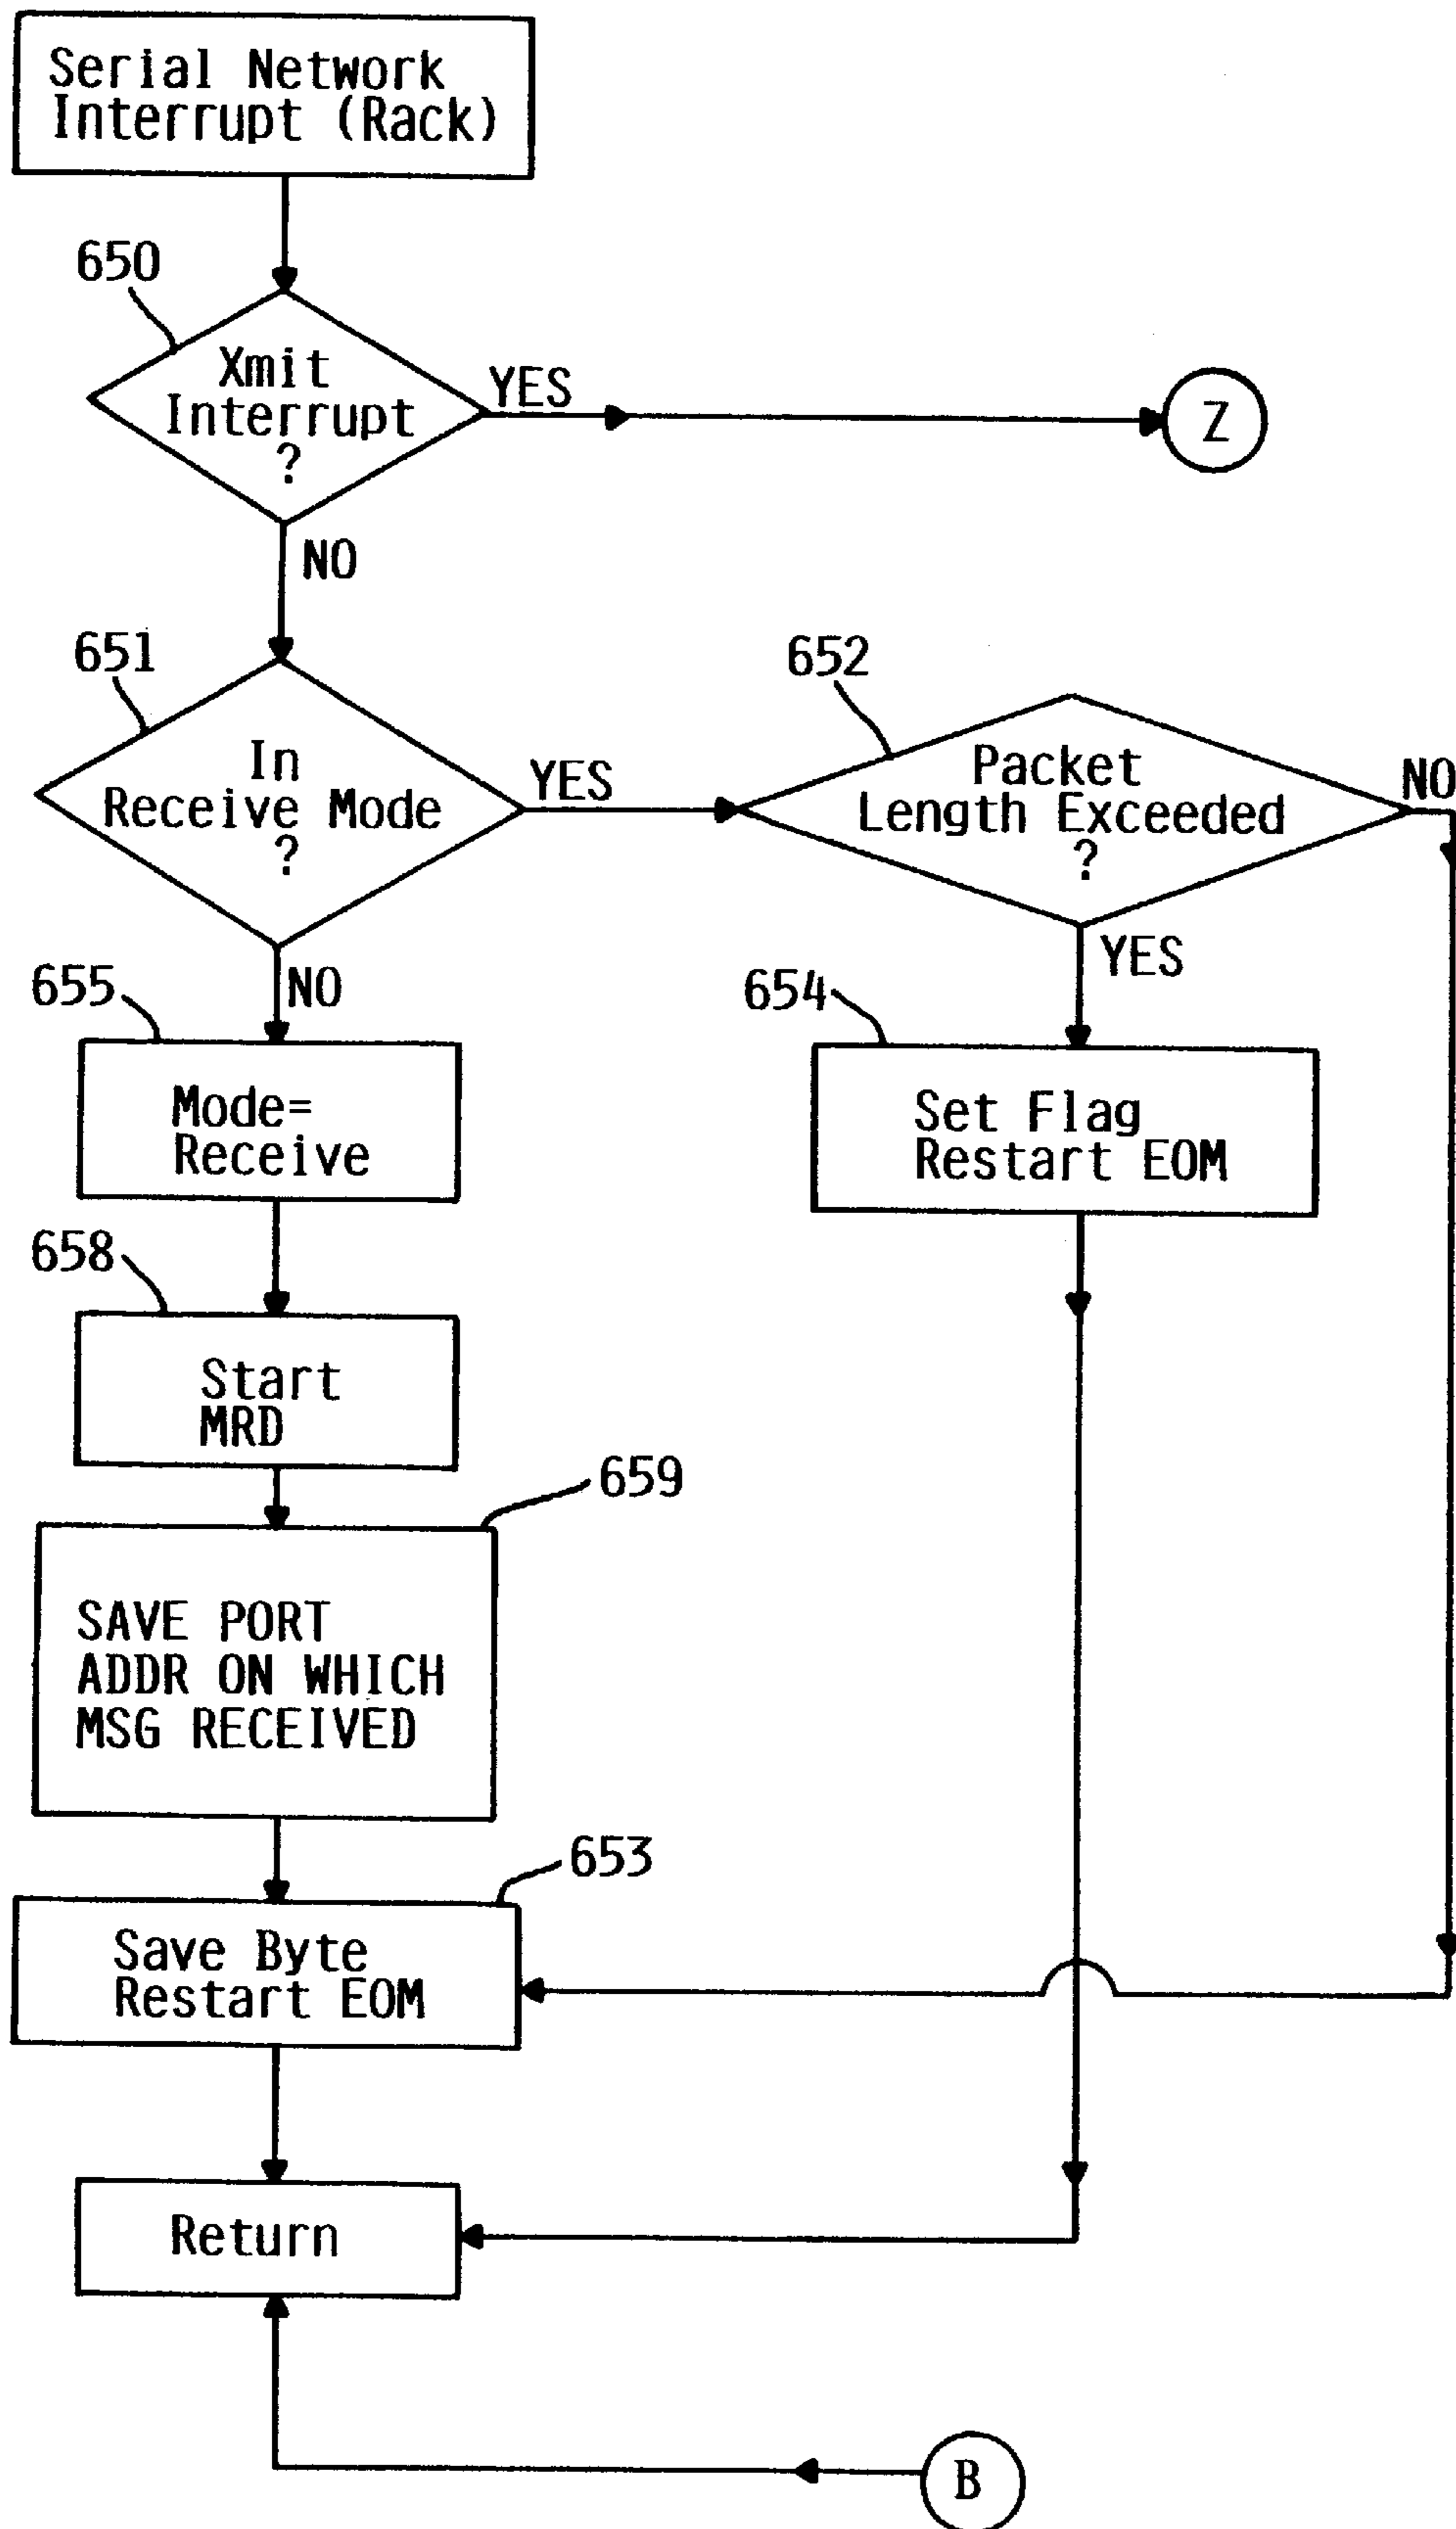 Serial Network
Interrupt (Rack)
650
Xmit
Interrupt
?
YES
Z
NO
651
In
Receive Mode
?
YES
652
Packet
Length Exceeded
?
NO
YES
NO
655
Mode=
Receive
654
Set Flag
Restart EOM
658
Start
MRD
659
SAVE PORT
ADDR ON WHICH
MSG RECEIVED
653
Save Byte
Restart EOM
Return
B